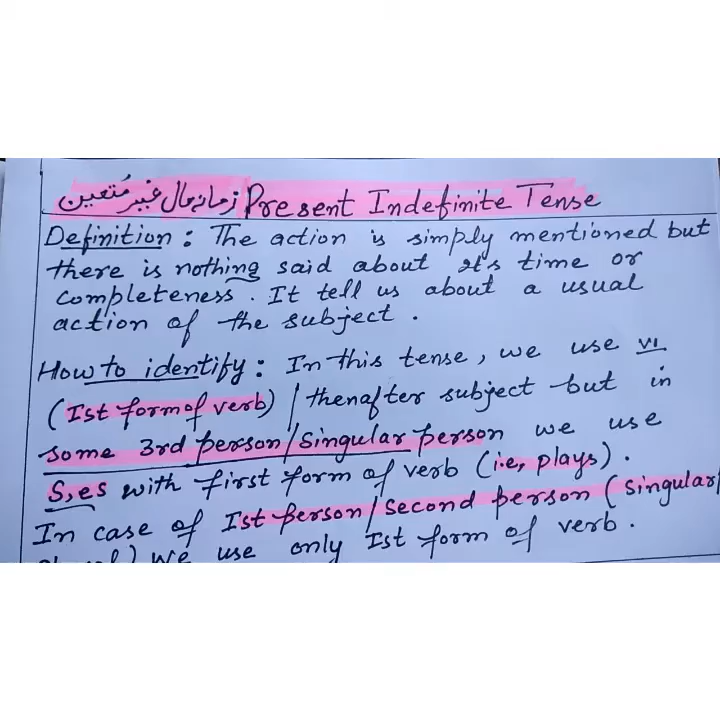 زمانہ حال غیر مُتعین Present Indefinite Tense
Definition : The action is simply mentioned but
there is nothing said about it's time or
completeness . It tell us about a usual
action of the subject .
How to identify : In this tense , we use VI
(Ist form of verb) / thenafter subject but in
some 3rd person/Singular person we use
S,es with first form of verb (i.e, plays) .
In case of Ist person/second person (singular/
) We use only Ist form of verb .